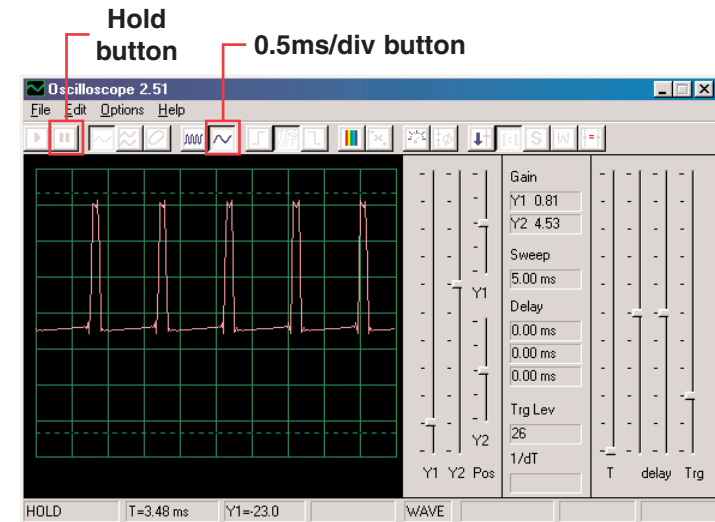 Hold
button
0.5ms/div button
Oscilloscope 2.51
File Edit Options Help
S W
Gain
Y1 0.81
Y2 4.53
Sweep
5.00 ms
Delay
0.00 ms
0.00 ms
0.00 ms
Trg Lev
26
1/dT
Y1
Y2
Y1 Y2 Pos
T delay Trg
HOLD T=3.48 ms Y1=-23.0 WAVE